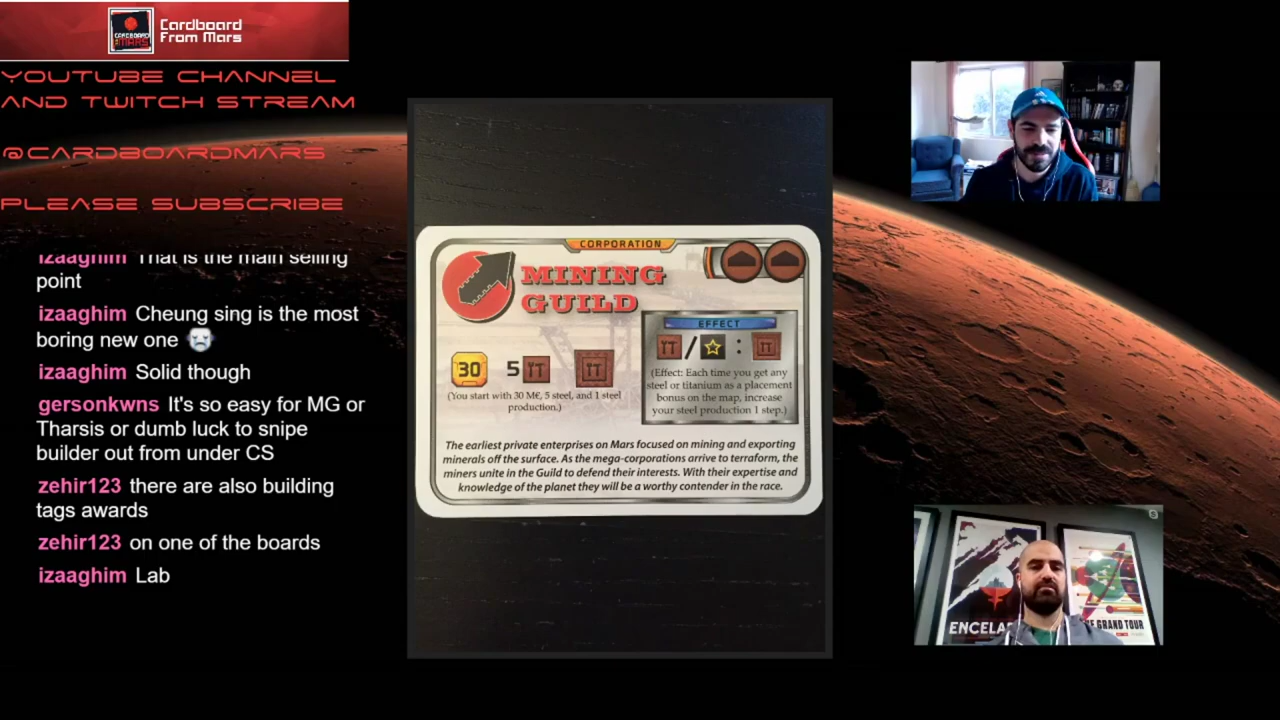 Cardboard
From Mars
CARDBOARD
MARS
YOUTUBE CHANNEL
AND TWITCH STREAM
@CARDBOARDMARS
PLEASE SUBSCRIBE
izaaghim That is the main selling
point
izaaghim Cheung sing is the most
boring new one
izaaghim Solid though
gersonkwns It's so easy for MG or
Tharsis or dumb luck to snipe
builder out from under CS
zehir123 there are also building
tags awards
zehir123 on one of the boards
izaaghim Lab
CORPORATION
MINING
GUILD
EFFECT
/ :
30 5
(You start with 30 M€, 5 steel, and 1 steel
production.)
(Effect: Each time you get any
steel or titanium as a placement
bonus on the map, increase
your steel production 1 step.)
The earliest private enterprises on Mars focused on mining and exporting
minerals off the surface. As the mega-corporations arrive to terraform, the
miners unite in the Guild to defend their interests. With their expertise and
knowledge of the planet they will be a worthy contender in the race.
ENCELA
E GRAND TOUR